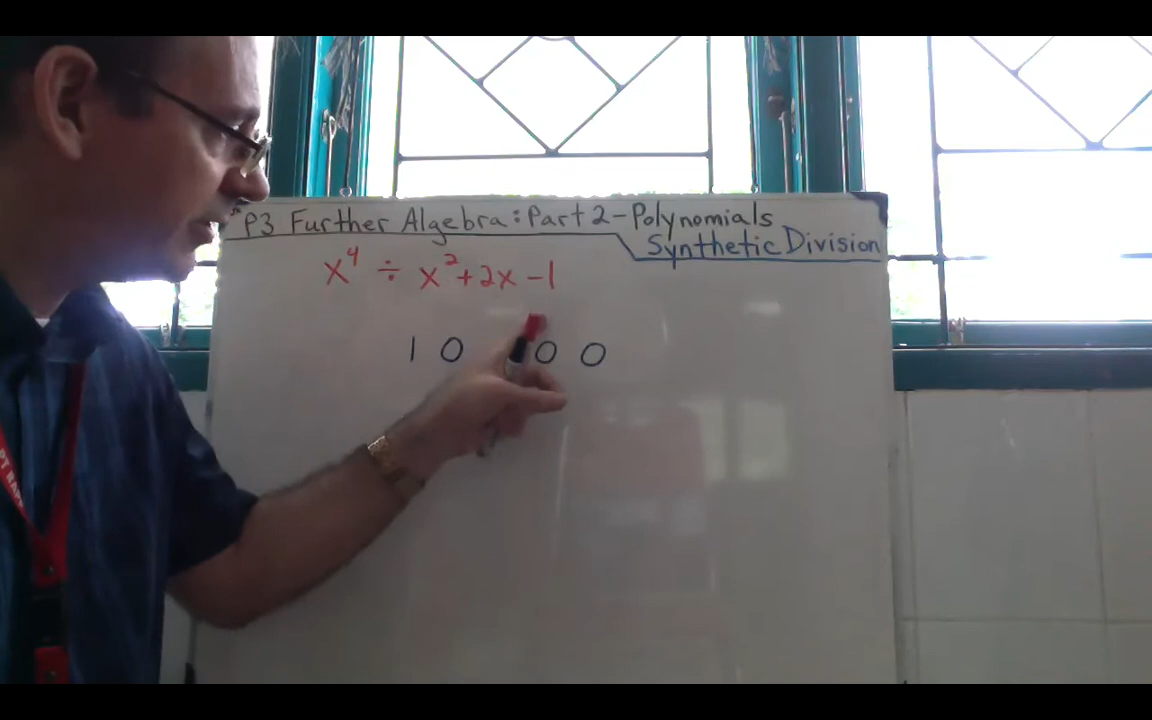 P3 Further Algebra: Part 2 - Polynomials
Synthetic Division
x⁴ ÷ x² + 2x - 1
1 0 0 0